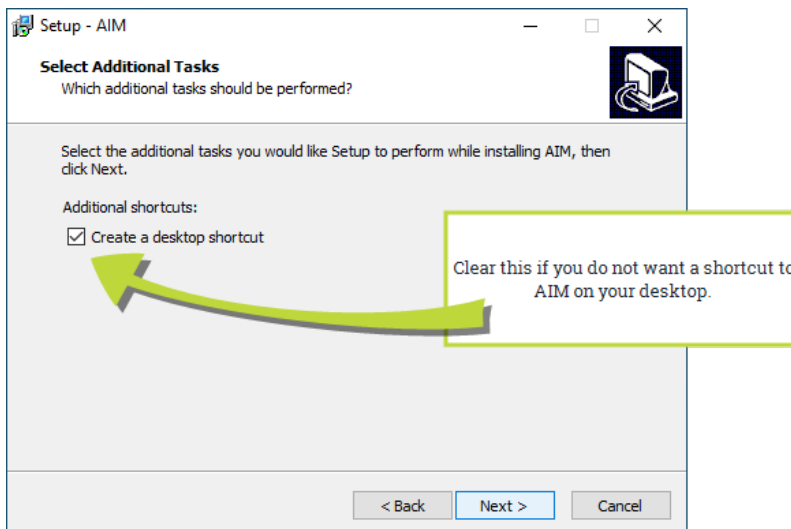 Setup - AIM
Select Additional Tasks
Which additional tasks should be performed?
Select the additional tasks you would like Setup to perform while installing AIM, then
click Next.
Additional shortcuts:
Create a desktop shortcut
Clear this if you do not want a shortcut to
AIM on your desktop.
< Back
Next >
Cancel